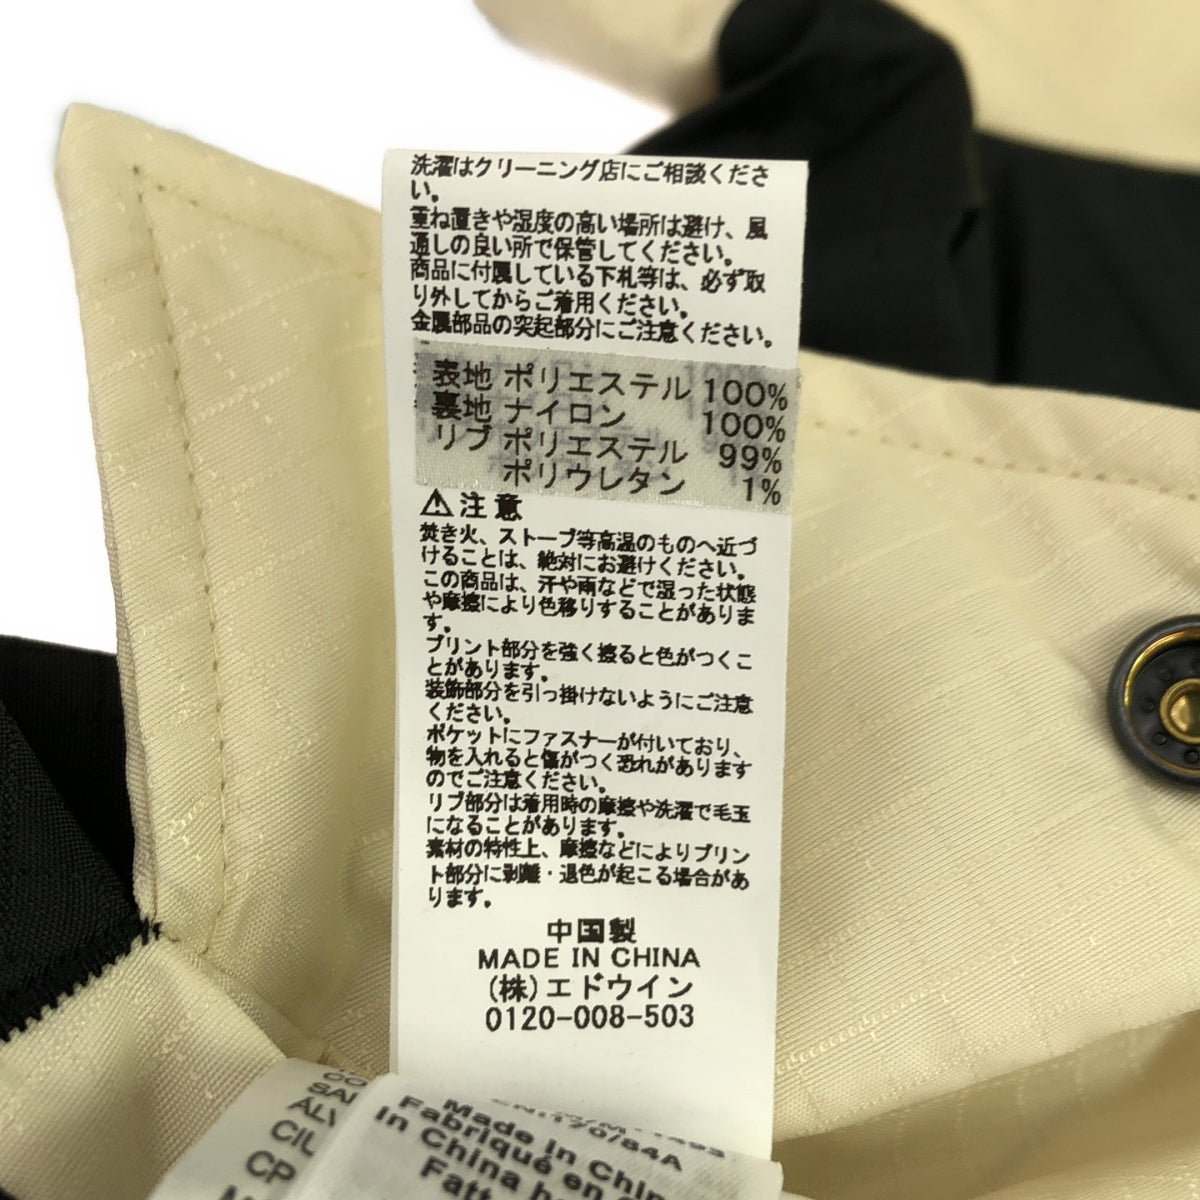 洗濯はクリーニング店にご相談くださ
い。
重ね置きや湿度の高い場所は避け、風
通しの良い所で保管してください。
商品に付属している下札等は、必ず取
り外してからご着用ください。
金属部品の突起部分にご注意ください。
表地 ポリエステル 100%
裏地 ナイロン 100%
リブ ポリエステル 99%
ポリウレタン 1%
⚠注意
焚き火、ストーブ等高温のものへ近づ
けることは、絶対にお避けください。
この商品は、汗や雨などで湿った状態
や摩擦により色移りすることがありま
す。
プリント部分を強く擦ると色がつくこ
とがあります。
装飾部分を引っ掛けないようにご注意
ください。
ポケットにファスナーが付いており、
物を入れると傷がつく恐れがあります
のでご注意ください。
リブ部分は着用時の摩擦や洗濯で毛玉
になることがあります。
素材の特性上、摩擦などによりプリン
ト部分に剥離・退色が起こる場合があ
ります。
中国製
MADE IN CHINA
(株)エドウイン
0120-008-503
CN:170/84A
Made in Chin
Fabriqué en
In China h
Fatt
SAI
CIU
CP